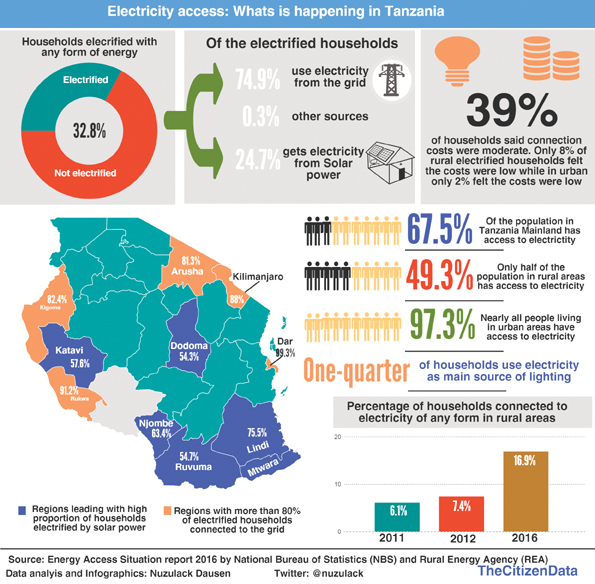 Electricity access: Whats is happening in Tanzania
Households elecrified with
any form of energy
Electrified
32.8%
Not electrified
Of the electrified households
74.9%
use electricity
from the grid
0.3%
other sources
24.7%
gets electricity
from Solar
power
39%
of households said connection
costs were moderate. Only 8% of
rural electrified households felt
the costs were low while in urban
only 2% felt the costs were low
81.3%
Arusha
Kilimanjaro
88%
82.4%
Kigoma
Katavi
57.6%
Dodoma
54.3%
Dar
99.3%
91.2%
Rukwa
Njombe
63.4%
54.7%
Ruvuma
75.5%
Lindi
Mtwara
Regions leading with high
proportion of households
electrified by solar power
Regions with more than 80%
of electrified households
connected to the grid
67.5%
Of the population in
Tanzania Mainland has
access to electrictity
49.3%
Only half of the
population in rural areas
has access to electricity
97.3%
Nearly all people living
in urban areas have
access to electricity
One-quarter
of households use electricity
as main source of lighting
Percentage of households connected to
electricity of any form in rural areas
20
10
0
6.1%
7.4%
16.9%
2011
2012
2016
Source: Energy Access Situation report 2016 by National Bureau of Statistics (NBS) and Rural Energy Agency (REA)
Data analyis and Infographics: Nuzulack Dausen
Twitter: @nuzulack
TheCitizenData